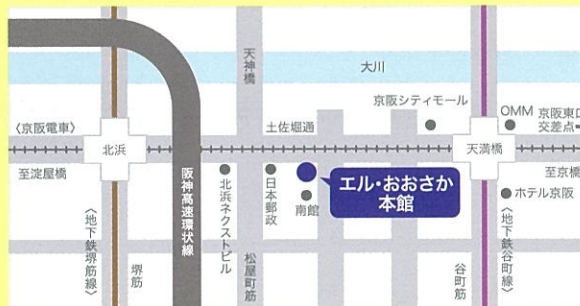 天神橋
大川
京阪シティモール
OMM
京阪東口
交差点
〈京阪電車〉
土佐堀通
北浜
天満橋
至淀屋橋
至京橋
阪神高速環状線
北浜ネクストビル
日本郵政
南館
エル・おおさか
本館
ホテル京阪
〈地下鉄堺筋線〉
堺筋
松屋町筋
谷町筋
〈地下鉄谷町線〉